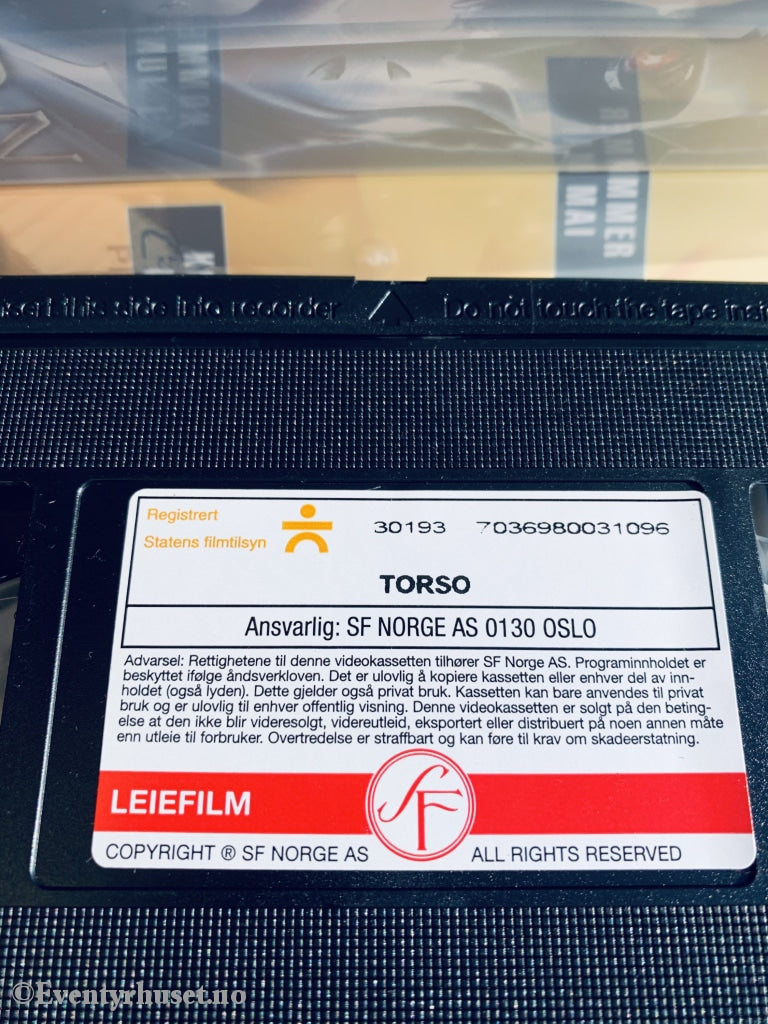 KOMMER
I MAI
insert this side into recorder
Do not touch the tape insi
Registrert
Statens filmtilsyn
30193 7036980031096
TORSO
Ansvarlig: SF NORGE AS 0130 OSLO
Advarsel: Rettighetene til denne videokassetten tilhører SF Norge AS. Programinnholdet er
beskyttet ifølge åndsverkloven. Det er ulovlig å kopiere kassetten eller enhver del av inn-
holdet (også lyden). Dette gjelder også privat bruk. Kassetten kan bare anvendes til privat
bruk og er ulovlig til enhver offentlig visning. Denne videokassetten er solgt på den beting-
else at den ikke blir videresolgt, videreutleid, eksportert eller distribuert på noen annen måte
enn utleie til forbruker. Overtredelse er straffbart og kan føre til krav om skadeerstatning.
LEIEFILM
SF
COPYRIGHT ® SF NORGE AS
ALL RIGHTS RESERVED
©Eventyrhuset.no